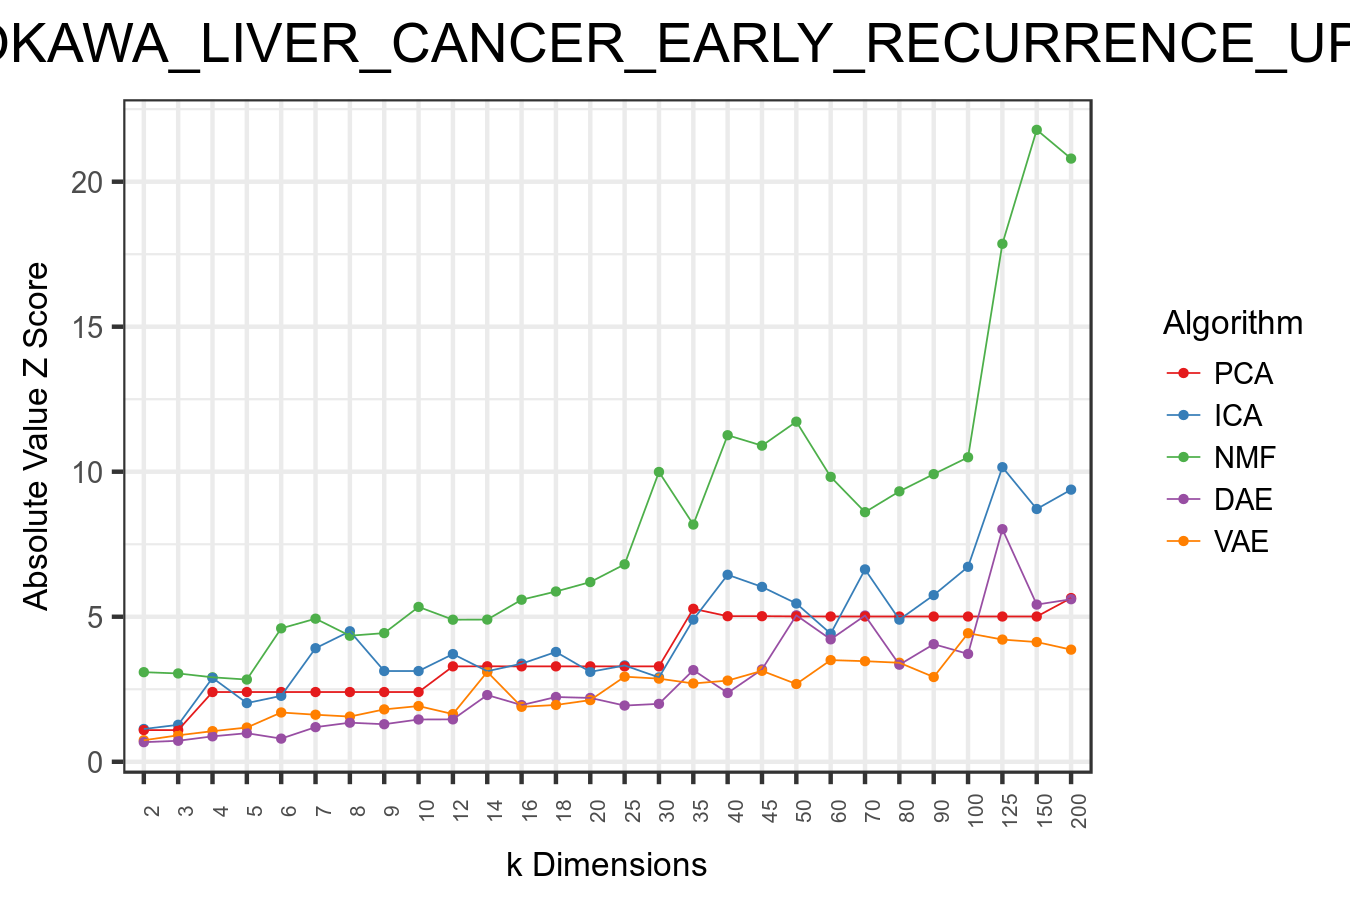 OKAWA_LIVER_CANCER_EARLY_RECURRENCE_UP
20
15
10
5
0
Absolute Value Z Score
2 3 4 5 6 7 8 9 10 12 14 16 18 20 25 30 35 40 45 50 60 70 80 90 100 125 150 200
k Dimensions
Algorithm
PCA
ICA
NMF
DAE
VAE